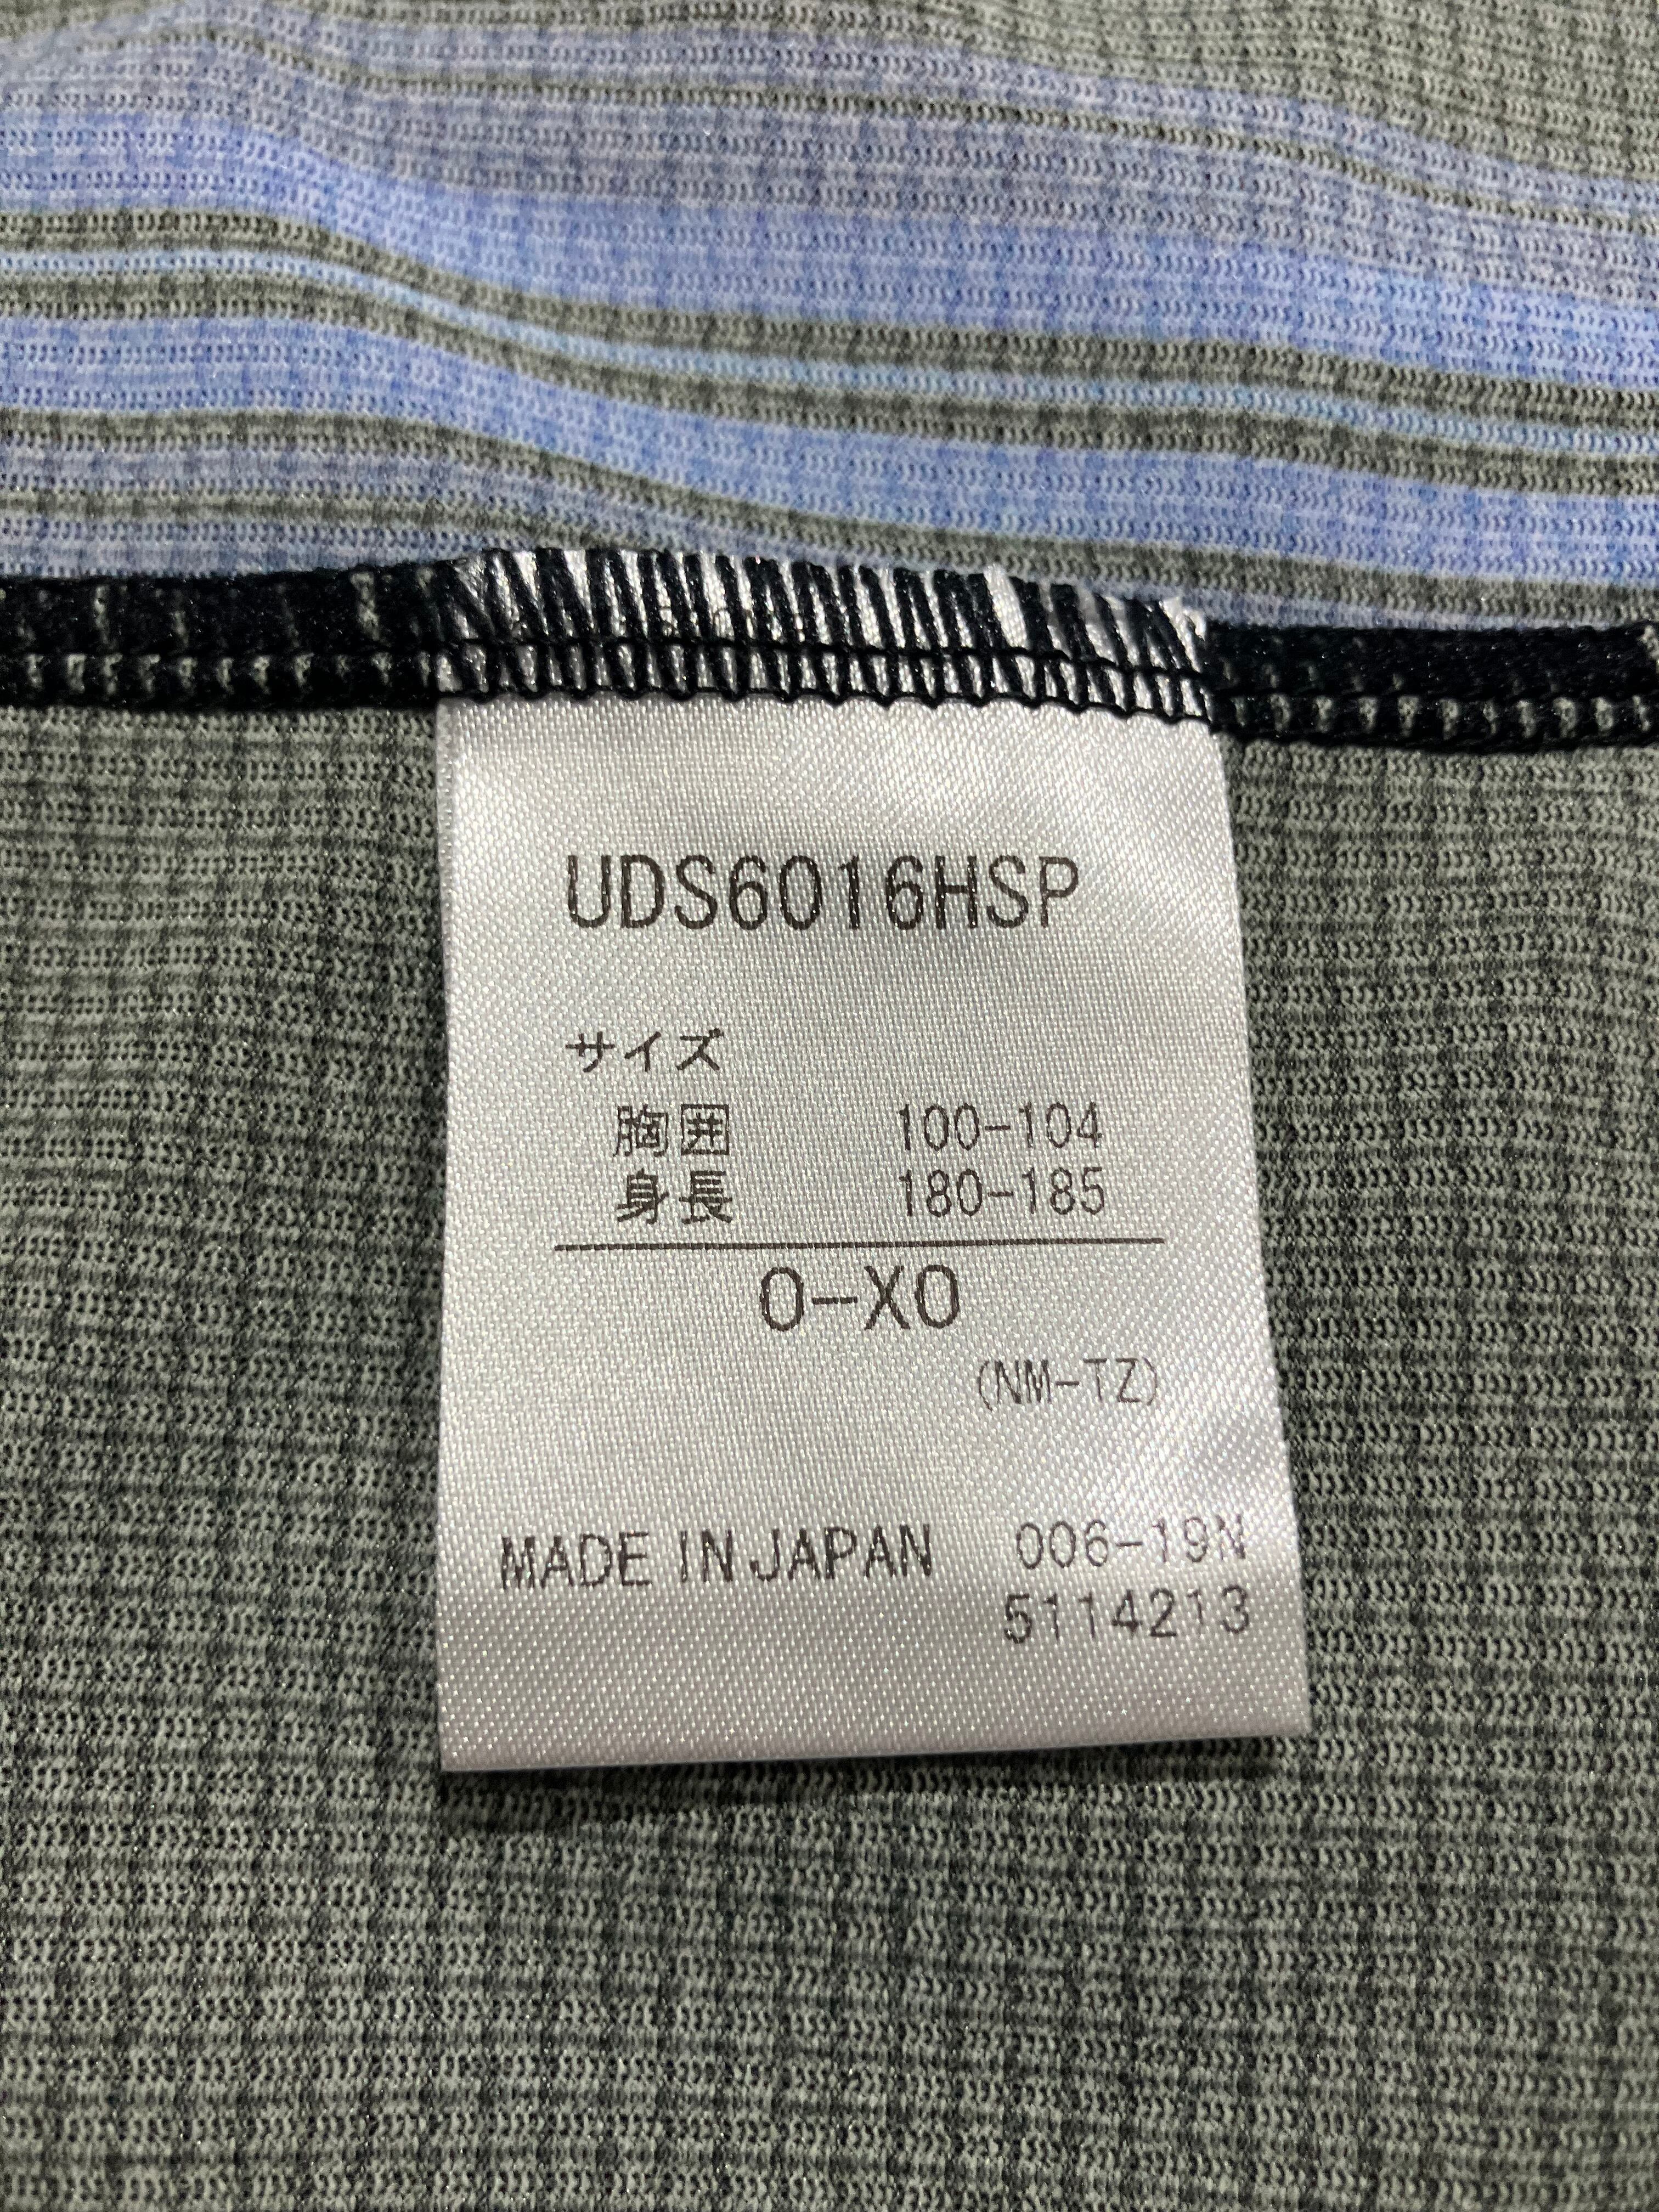 UDS6016HSP
サイズ
胸囲 100-104
身長 180-185
O-XO
(NM-TZ)
MADE IN JAPAN 006-19N
5114213